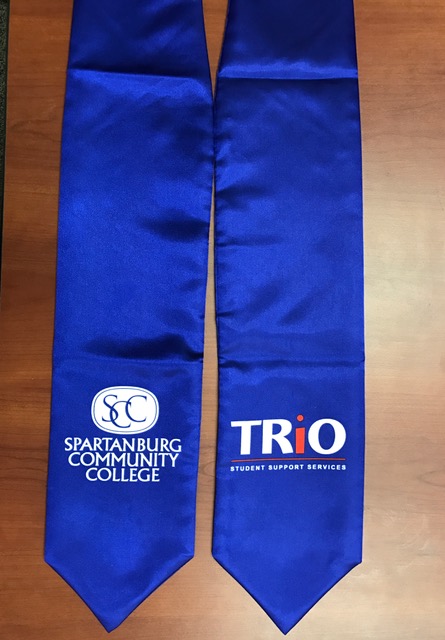 SCC
SPARTANBURG
COMMUNITY
COLLEGE
TRiO
STUDENT SUPPORT SERVICES